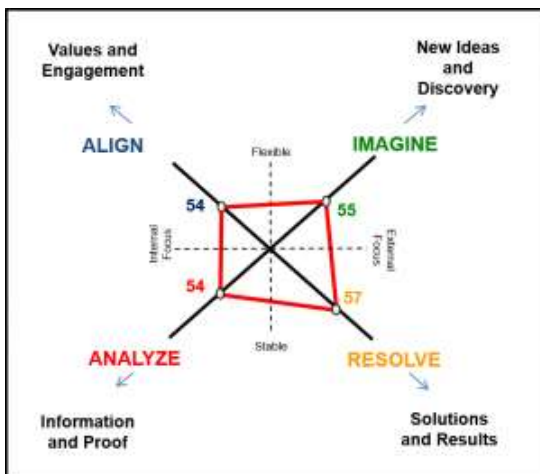 Values and
Engagement
New Ideas
and
Discovery
ALIGN
IMAGINE
Flexible
54
55
Internal
Focus
External
Focus
54
57
Stable
ANALYZE
RESOLVE
Information
and Proof
Solutions
and Results